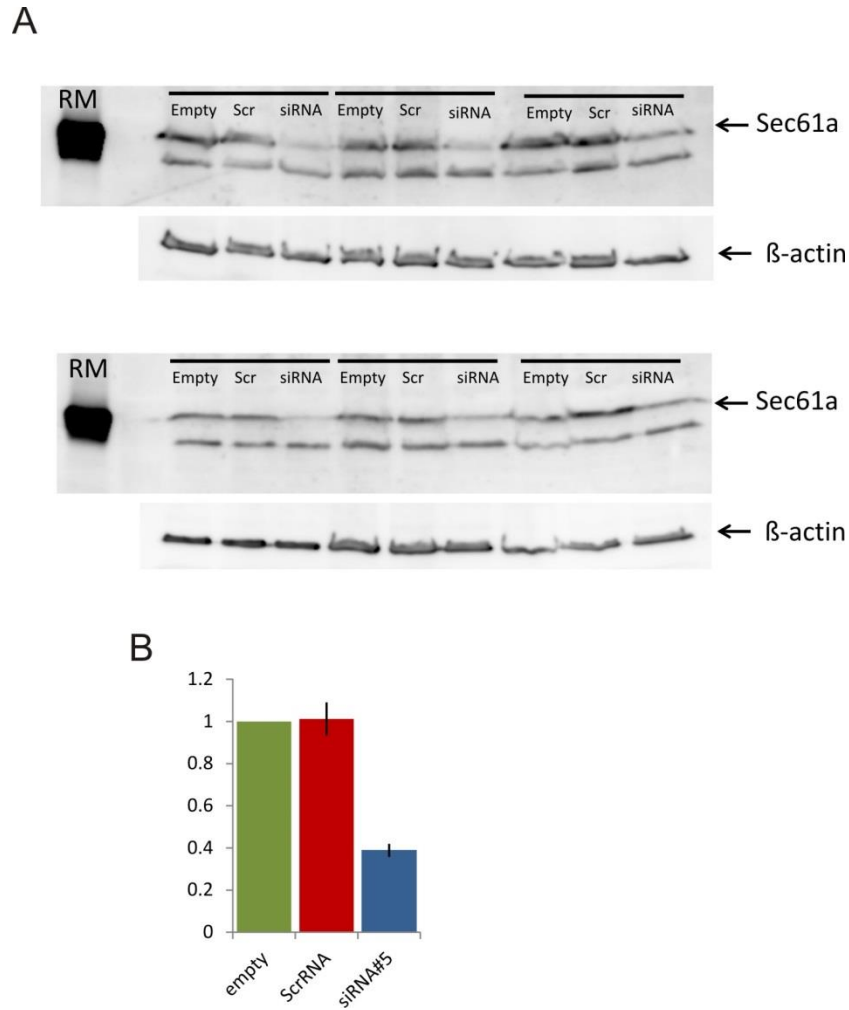 A
RM
Empty Scr siRNA Empty Scr siRNA Empty Scr siRNA
Sec61a
ß-actin
RM
Empty Scr siRNA Empty Scr siRNA Empty Scr siRNA
Sec61a
ß-actin
B
1.2
1
0.8
0.6
0.4
0.2
0
empty ScrRNA siRNA#5